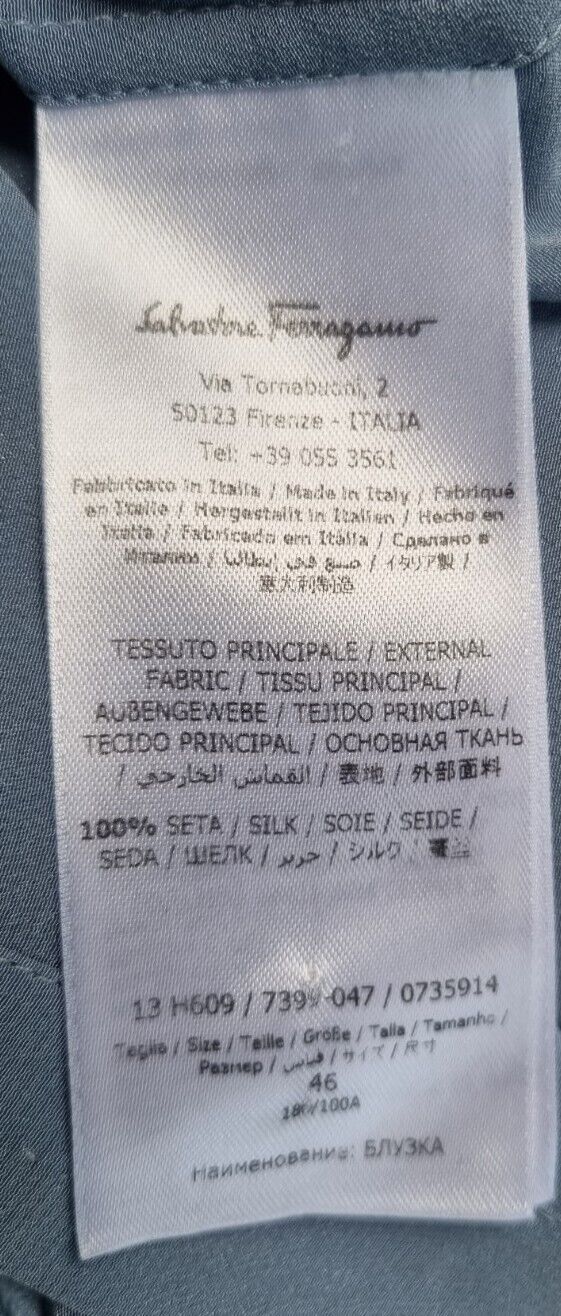 Salvatore Ferragamo
Via Tornabuoni, 2
50123 Firenze - ITALIA
Tel: +39 055 3561
Fabbricato in Italia / Made in Italy / Fabriqué
en Italie / Hergestellt in Italien / Hecho en
Italia / Fabricado em Itália / Сделано в
Италии / صنع في إيطاليا / イタリア製 /
意大利制造
TESSUTO PRINCIPALE / EXTERNAL
FABRIC / TISSU PRINCIPAL /
AUßENGEWEBE / TEJIDO PRINCIPAL /
TECIDO PRINCIPAL / ОСНОВНАЯ ТКАНЬ
/ القماش الخارجي / 表地 / 外部面料
100% SETA / SILK / SOIE / SEIDE /
SEDA / ШЕЛК / حرير / シルク /
13 H609 / 047 / 0735914
Taglia / Size / Taille / Größe / Talla / Tamanho /
Размер / قياس / サイズ / 尺寸
46
/100A
Наименование: БЛУЗКА